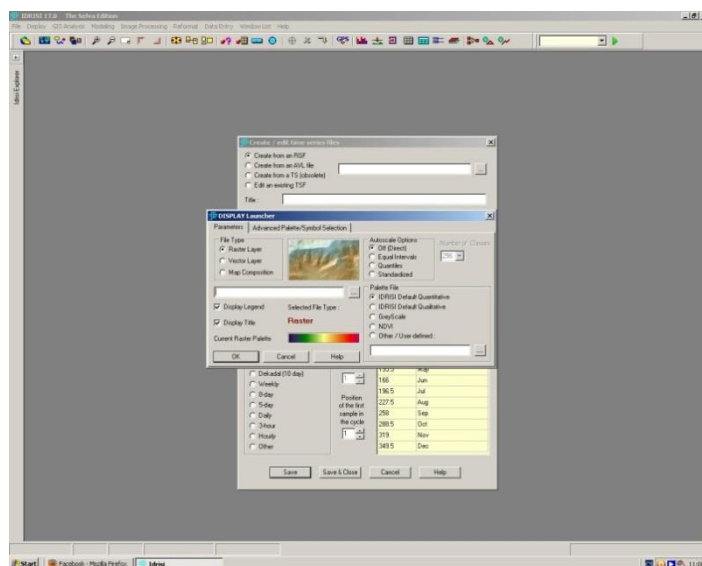 IDRISI 17.0 The Selva Edition
File Display GIS Analysis Modeling Image Processing Reformat Data Entry Window List Help
Idrisi Explorer
Create / edit time series files
Create from an RGF
Create from an AVL file
Create from a TS (obsolete)
Edit an existing TSF
Title :
DISPLAY Launcher
Parameters Advanced Palette/Symbol Selection
File Type
Raster Layer
Vector Layer
Map Composition
Autoscale Options
Off (Direct)
Equal Intervals
Quantiles
Standardized
Number of Classes
256
...
Display Legend
Selected File Type :
Display Title
Raster
Current Raster Palette
Palette File
IDRISI Default Quantitative
IDRISI Default Qualitative
GreyScale
NDVI
Other / User-defined:
...
OK Cancel Help
Dekadal (10 day)
Weekly
8-day
5-day
Daily
3-hour
Hourly
Other
1
Position
of the first
sample in
the cycle
1
135.5 May
166 Jun
196.5 Jul
227.5 Aug
258 Sep
288.5 Oct
319 Nov
349.5 Dec
Save Save & Close Cancel Help
Start Facebook - Mozilla Firefox Idrisi